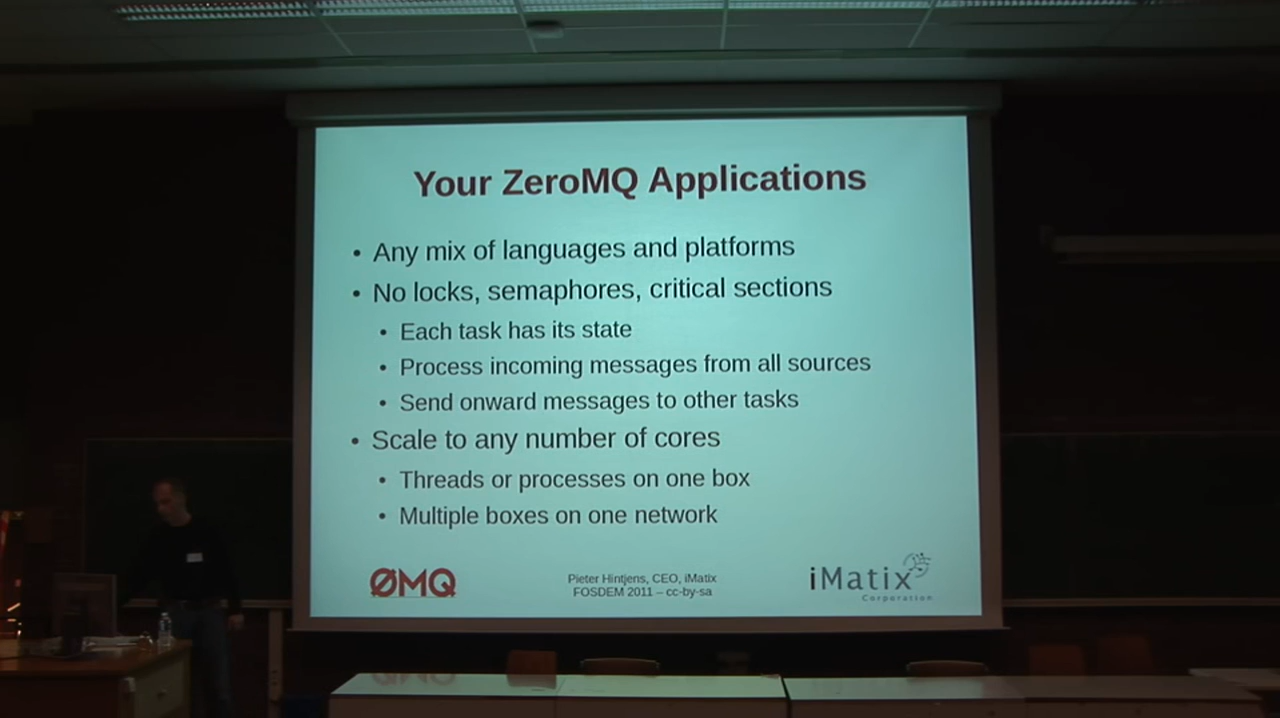 Your ZeroMQ Applications
• Any mix of languages and platforms
• No locks, semaphores, critical sections
• Each task has its state
• Process incoming messages from all sources
• Send onward messages to other tasks
• Scale to any number of cores
• Threads or processes on one box
• Multiple boxes on one network
ØMQ
Pieter Hintjens, CEO, iMatix
FOSDEM 2011 – cc-by-sa
iMatix
Corporation